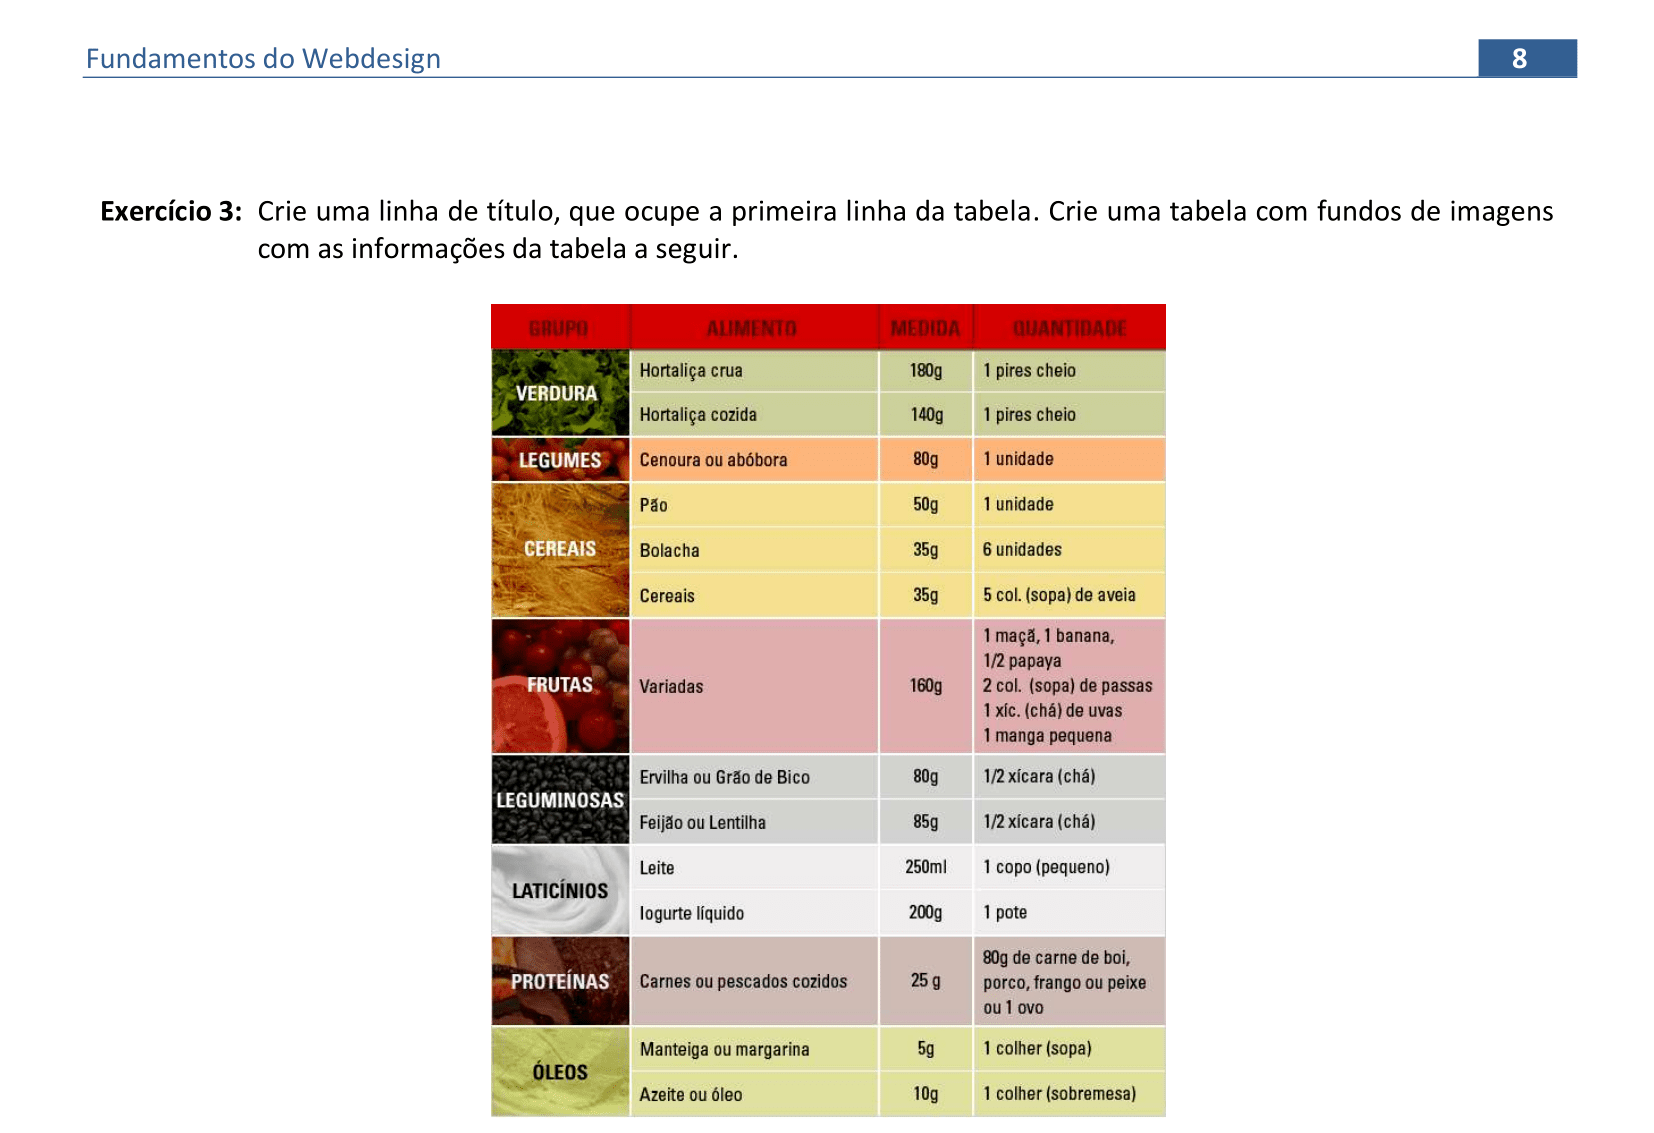 Fundamentos do Webdesign 8
Exercício 3: Crie uma linha de título, que ocupe a primeira linha da tabela. Crie uma tabela com fundos de imagens
com as informações da tabela a seguir.
GRUPO ALIMENTO MEDIDA QUANTIDADE
VERDURA
Hortaliça crua 180g 1 pires cheio
Hortaliça cozida 140g 1 pires cheio
LEGUMES Cenoura ou abóbora 80g 1 unidade
CEREAIS
Pão 50g 1 unidade
Bolacha 35g 6 unidades
Cereais 35g 5 col. (sopa) de aveia
FRUTAS Variadas 160g
1 maçã, 1 banana,
1/2 papaya
2 col. (sopa) de passas
1 xíc. (chá) de uvas
1 manga pequena
LEGUMINOSAS
Ervilha ou Grão de Bico 80g 1/2 xícara (chá)
Feijão ou Lentilha 85g 1/2 xícara (chá)
LATICÍNIOS
Leite 250ml 1 copo (pequeno)
Iogurte líquido 200g 1 pote
PROTEÍNAS Carnes ou pescados cozidos 25 g
80g de carne de boi,
porco, frango ou peixe
ou 1 ovo
ÓLEOS
Manteiga ou margarina 5g 1 colher (sopa)
Azeite ou óleo 10g 1 colher (sobremesa)